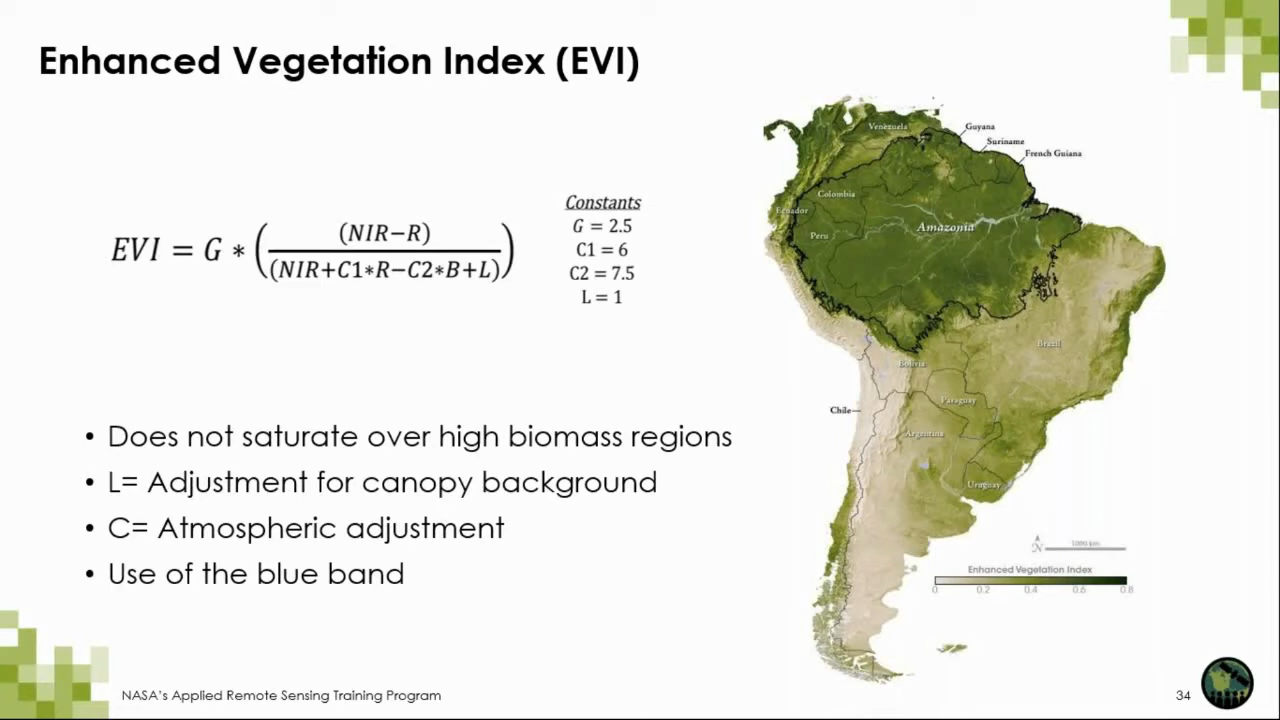 Enhanced Vegetation Index (EVI)
EVI = G * ( (NIR−R) / (NIR+C1*R−C2*B+L) )
Constants
G = 2.5
C1 = 6
C2 = 7.5
L = 1
• Does not saturate over high biomass regions
• L= Adjustment for canopy background
• C= Atmospheric adjustment
• Use of the blue band
Venezuela
Guyana
Suriname
French Guiana
Colombia
Ecuador
Peru
Amazonia
Brazil
Bolivia
Chile
Paraguay
Argentina
Uruguay
N
1000 km
Enhanced Vegetation Index
0 0.2 0.4 0.6 0.8
NASA's Applied Remote Sensing Training Program
34